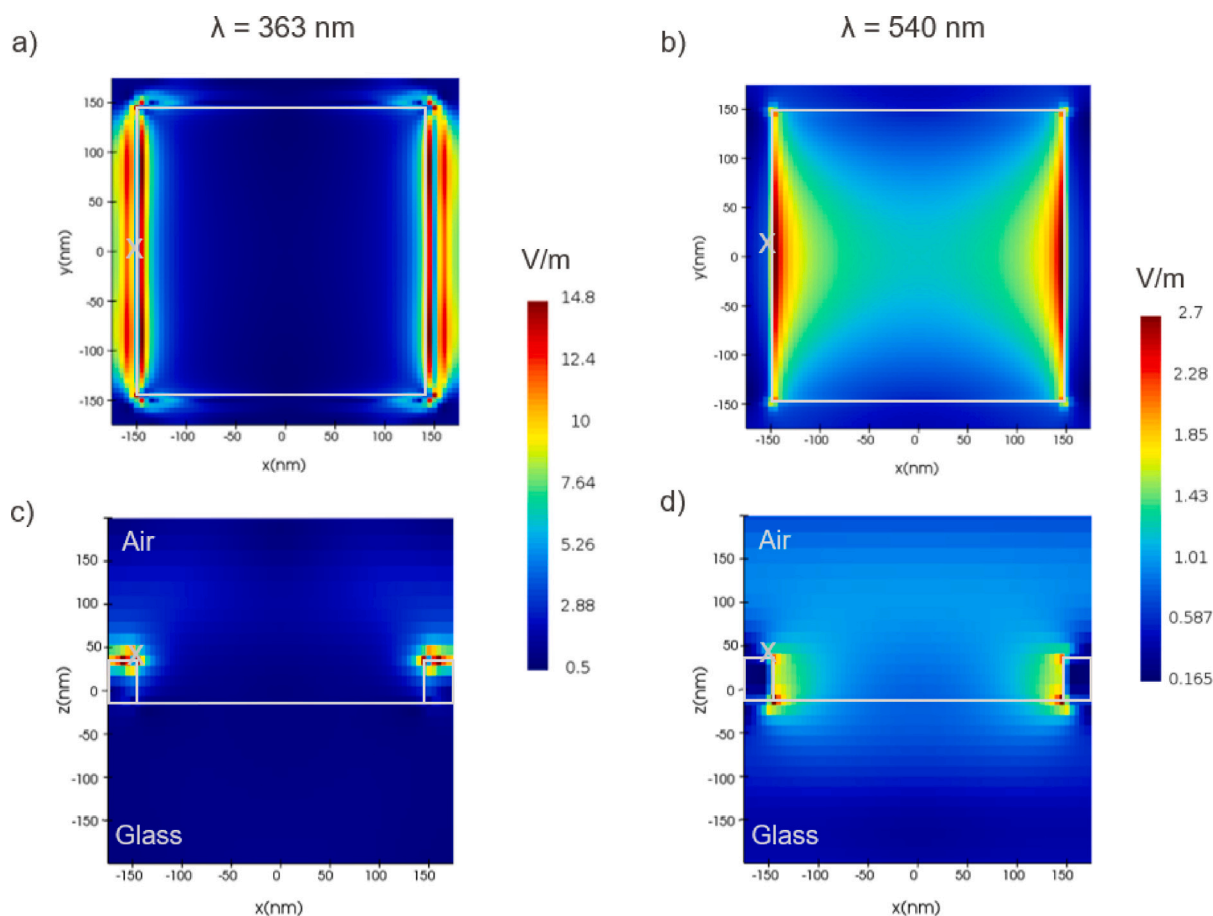 λ = 363 nm
λ = 540 nm
a)
b)
150
100
50
0
-50
-100
-150
y(nm)
X
-150
-100
-50
0
50
100
150
x(nm)
V/m
14.8
12.4
10
7.64
5.26
2.88
0.5
150
100
50
0
-50
-100
-150
y(nm)
X
-150
-100
-50
0
50
100
150
x(nm)
V/m
2.7
2.28
1.85
1.43
1.01
0.587
0.165
c)
Air
150
100
50
0
-50
-100
-150
z(nm)
X
Glass
-150
-100
-50
0
50
100
150
x(nm)
d)
Air
150
100
50
0
-50
-100
-150
z(nm)
X
Glass
-150
-100
-50
0
50
100
150
x(nm)